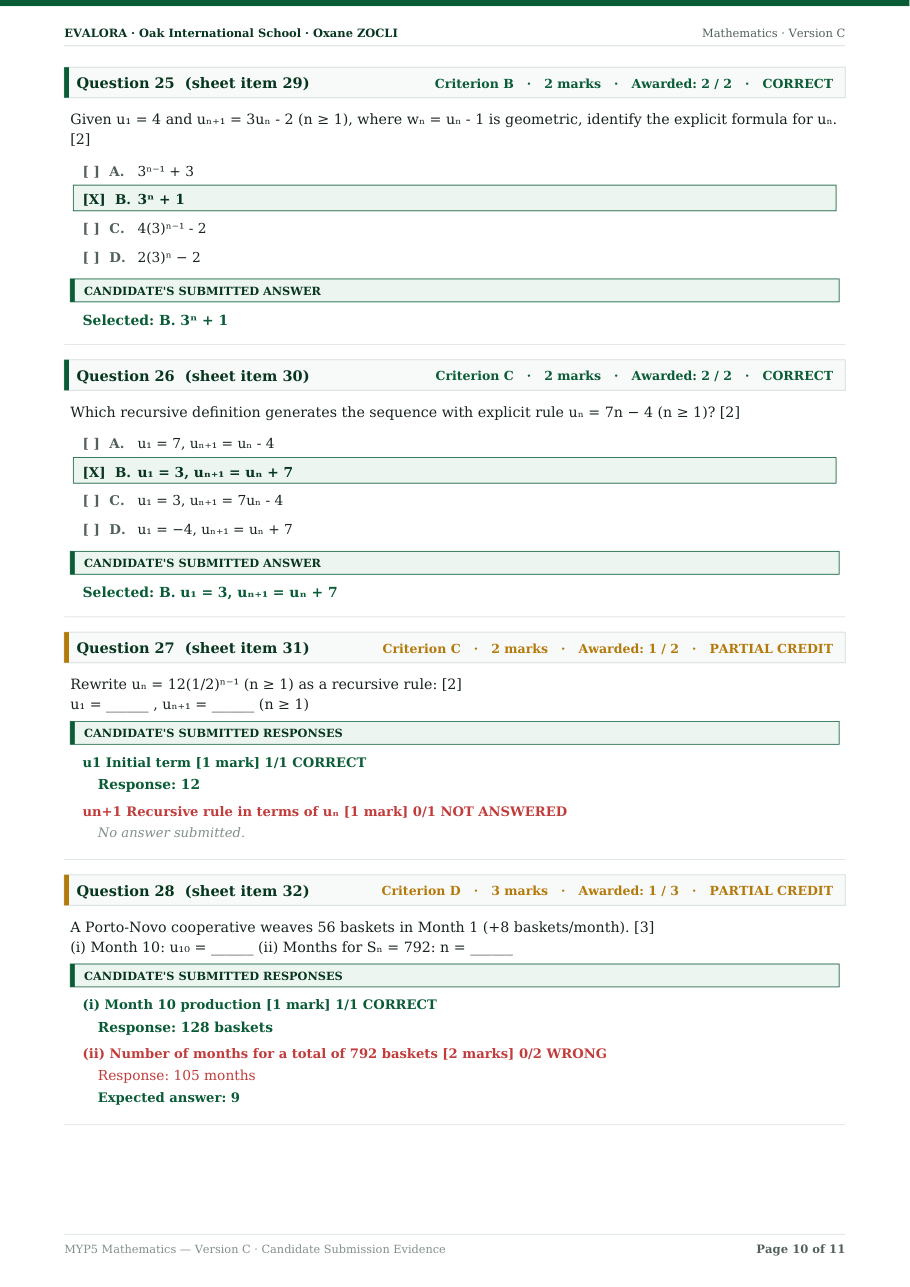 EVALORA · Oak International School · Oxane ZOCLI
Mathematics · Version C
Question 25 (sheet item 29)
Criterion B · 2 marks · Awarded: 2 / 2 · CORRECT
Given u₁ = 4 and uₙ₊₁ = 3uₙ - 2 (n ≥ 1), where wₙ = uₙ - 1 is geometric, identify the explicit formula for uₙ.
[2]
[ ] A. 3ⁿ⁻¹ + 3
[X] B. 3ⁿ + 1
[ ] C. 4(3)ⁿ⁻¹ - 2
[ ] D. 2(3)ⁿ − 2
CANDIDATE'S SUBMITTED ANSWER
Selected: B. 3ⁿ + 1
Question 26 (sheet item 30)
Criterion C · 2 marks · Awarded: 2 / 2 · CORRECT
Which recursive definition generates the sequence with explicit rule uₙ = 7n − 4 (n ≥ 1)? [2]
[ ] A. u₁ = 7, uₙ₊₁ = uₙ - 4
[X] B. u₁ = 3, uₙ₊₁ = uₙ + 7
[ ] C. u₁ = 3, uₙ₊₁ = 7uₙ - 4
[ ] D. u₁ = −4, uₙ₊₁ = uₙ + 7
CANDIDATE'S SUBMITTED ANSWER
Selected: B. u₁ = 3, uₙ₊₁ = uₙ + 7
Question 27 (sheet item 31)
Criterion C · 2 marks · Awarded: 1 / 2 · PARTIAL CREDIT
Rewrite uₙ = 12(1/2)ⁿ⁻¹ (n ≥ 1) as a recursive rule: [2]
u₁ = ______ , uₙ₊₁ = ______ (n ≥ 1)
CANDIDATE'S SUBMITTED RESPONSES
u1 Initial term [1 mark] 1/1 CORRECT
Response: 12
un+1 Recursive rule in terms of uₙ [1 mark] 0/1 NOT ANSWERED
No answer submitted.
Question 28 (sheet item 32)
Criterion D · 3 marks · Awarded: 1 / 3 · PARTIAL CREDIT
A Porto-Novo cooperative weaves 56 baskets in Month 1 (+8 baskets/month). [3]
(i) Month 10: u₁₀ = ______ (ii) Months for Sₙ = 792: n = ______
CANDIDATE'S SUBMITTED RESPONSES
(i) Month 10 production [1 mark] 1/1 CORRECT
Response: 128 baskets
(ii) Number of months for a total of 792 baskets [2 marks] 0/2 WRONG
Response: 105 months
Expected answer: 9
MYP5 Mathematics — Version C · Candidate Submission Evidence
Page 10 of 11